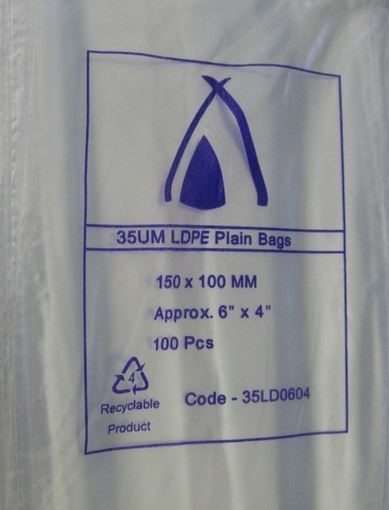 35UM LDPE Plain Bags
150 x 100 MM
Approx. 6" x 4"
100 Pcs
4
Recyclable
Product
Code - 35LD0604